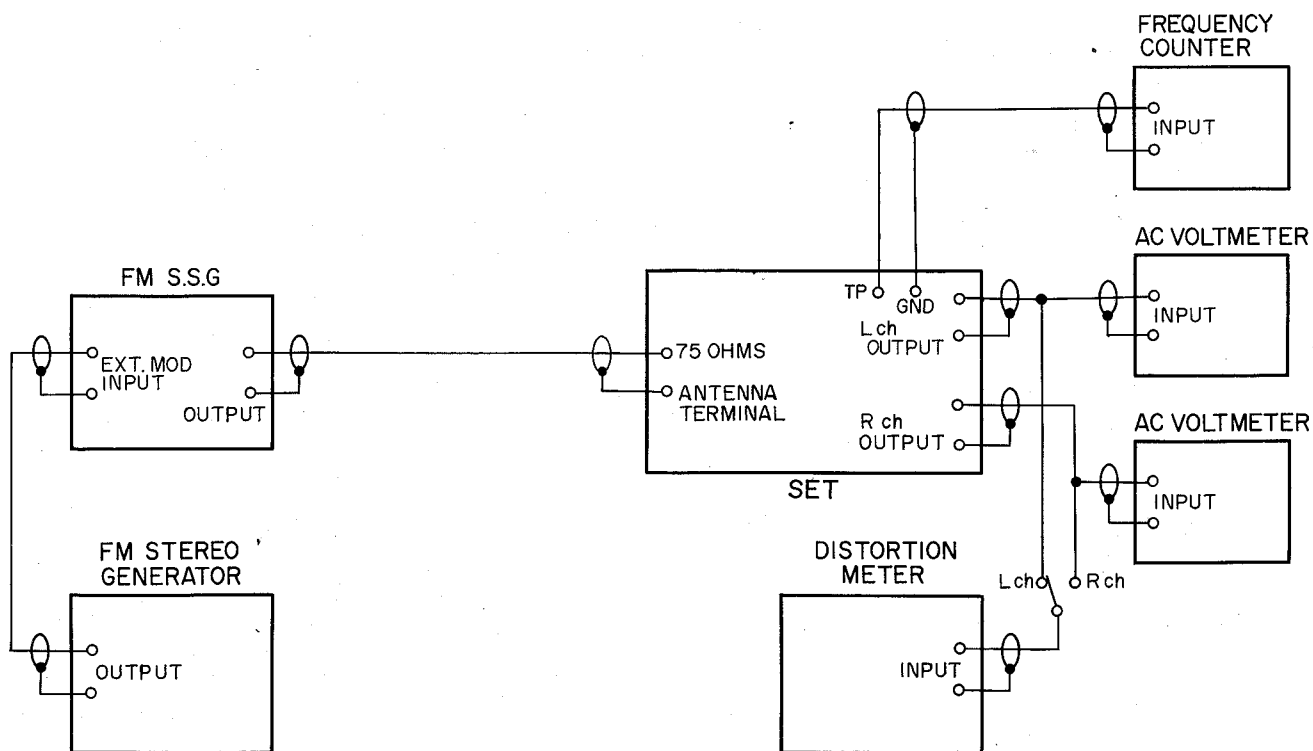 FREQUENCY
COUNTER
INPUT
AC VOLTMETER
INPUT
AC VOLTMETER
INPUT
FM S.S.G
EXT. MOD
INPUT
OUTPUT
75 OHMS
ANTENNA
TERMINAL
TP
GND
L ch
OUTPUT
R ch
OUTPUT
SET
FM STEREO
GENERATOR
OUTPUT
DISTORTION
METER
INPUT
L ch
R ch